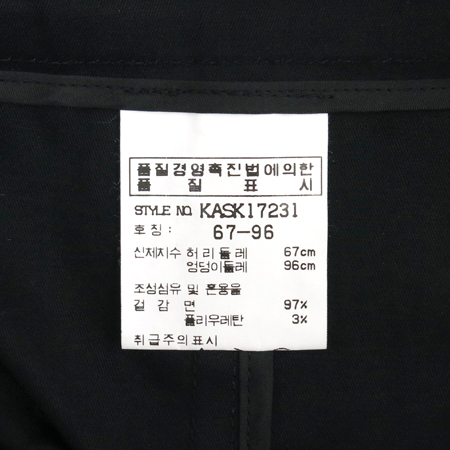 품질경영촉진법에의한
품 질 표 시
STYLE NO. KASK17231
호 칭 : 67-96
신체치수 허 리 둘 레 67cm
엉덩이둘레 96cm
조성섬유 및 혼용율
겉 감 면 97%
폴리우레탄 3%
취급주의표시